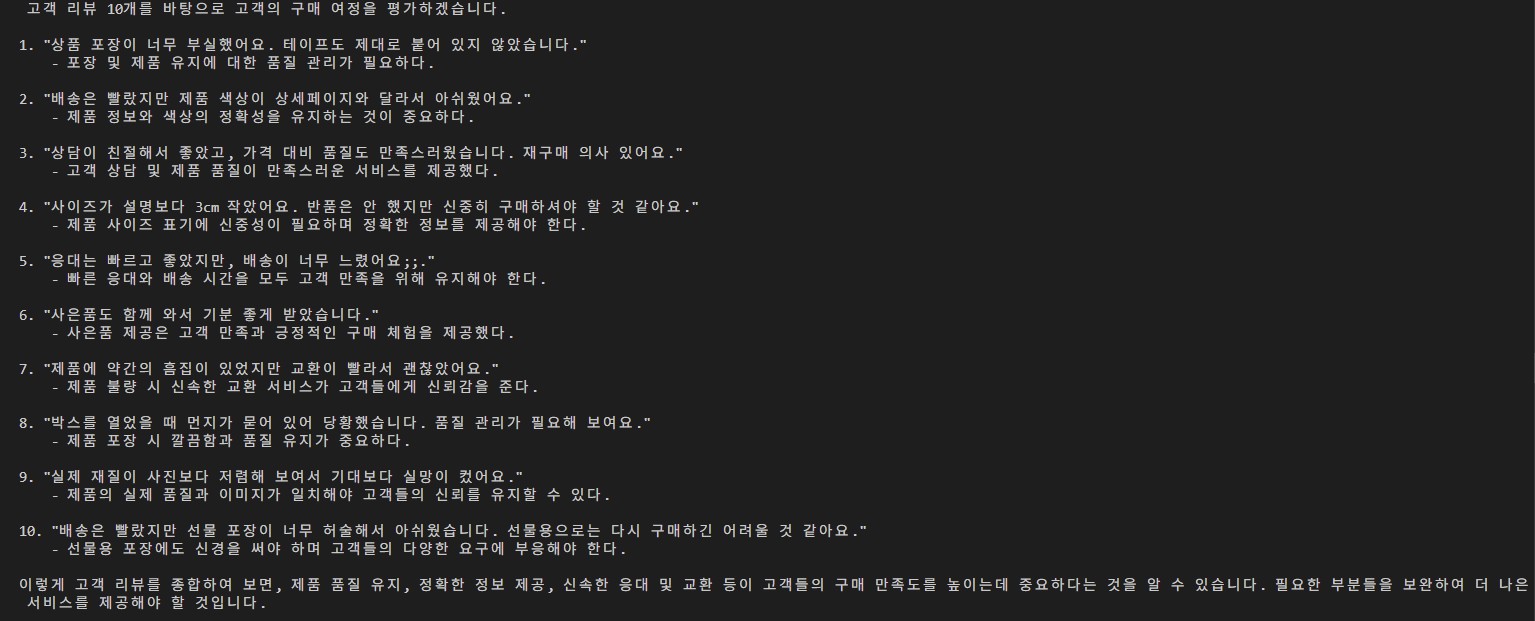 고객 리뷰 10개를 바탕으로 고객의 구매 여정을 평가하겠습니다.
1. "상품 포장이 너무 부실했어요. 테이프도 제대로 붙어 있지 않았습니다."
- 포장 및 제품 유지에 대한 품질 관리가 필요하다.
2. "배송은 빨랐지만 제품 색상이 상세페이지와 달라서 아쉬웠어요."
- 제품 정보와 색상의 정확성을 유지하는 것이 중요하다.
3. "상담이 친절해서 좋았고, 가격 대비 품질도 만족스러웠습니다. 재구매 의사 있어요."
- 고객 상담 및 제품 품질이 만족스러운 서비스를 제공했다.
4. "사이즈가 설명보다 3cm 작았어요. 반품은 안 했지만 신중히 구매하셔야 할 것 같아요."
- 제품 사이즈 표기에 신중성이 필요하며 정확한 정보를 제공해야 한다.
5. "응대는 빠르고 좋았지만, 배송이 너무 느렸어요;;."
- 빠른 응대와 배송 시간을 모두 고객 만족을 위해 유지해야 한다.
6. "사은품도 함께 와서 기분 좋게 받았습니다."
- 사은품 제공은 고객 만족과 긍정적인 구매 체험을 제공했다.
7. "제품에 약간의 흠집이 있었지만 교환이 빨라서 괜찮았어요."
- 제품 불량 시 신속한 교환 서비스가 고객들에게 신뢰감을 준다.
8. "박스를 열었을 때 먼지가 묻어 있어 당황했습니다. 품질 관리가 필요해 보여요."
- 제품 포장 시 깔끔함과 품질 유지가 중요하다.
9. "실제 재질이 사진보다 저렴해 보여서 기대보다 실망이 컸어요."
- 제품의 실제 품질과 이미지가 일치해야 고객들의 신뢰를 유지할 수 있다.
10. "배송은 빨랐지만 선물 포장이 너무 허술해서 아쉬웠습니다. 선물용으로는 다시 구매하긴 어려울 것 같아요."
- 선물용 포장에도 신경을 써야 하며 고객들의 다양한 요구에 부응해야 한다.
이렇게 고객 리뷰를 종합하여 보면, 제품 품질 유지, 정확한 정보 제공, 신속한 응대 및 교환 등이 고객들의 구매 만족도를 높이는데 중요하다는 것을 알 수 있습니다. 필요한 부분들을 보완하여 더 나은
서비스를 제공해야 할 것입니다.